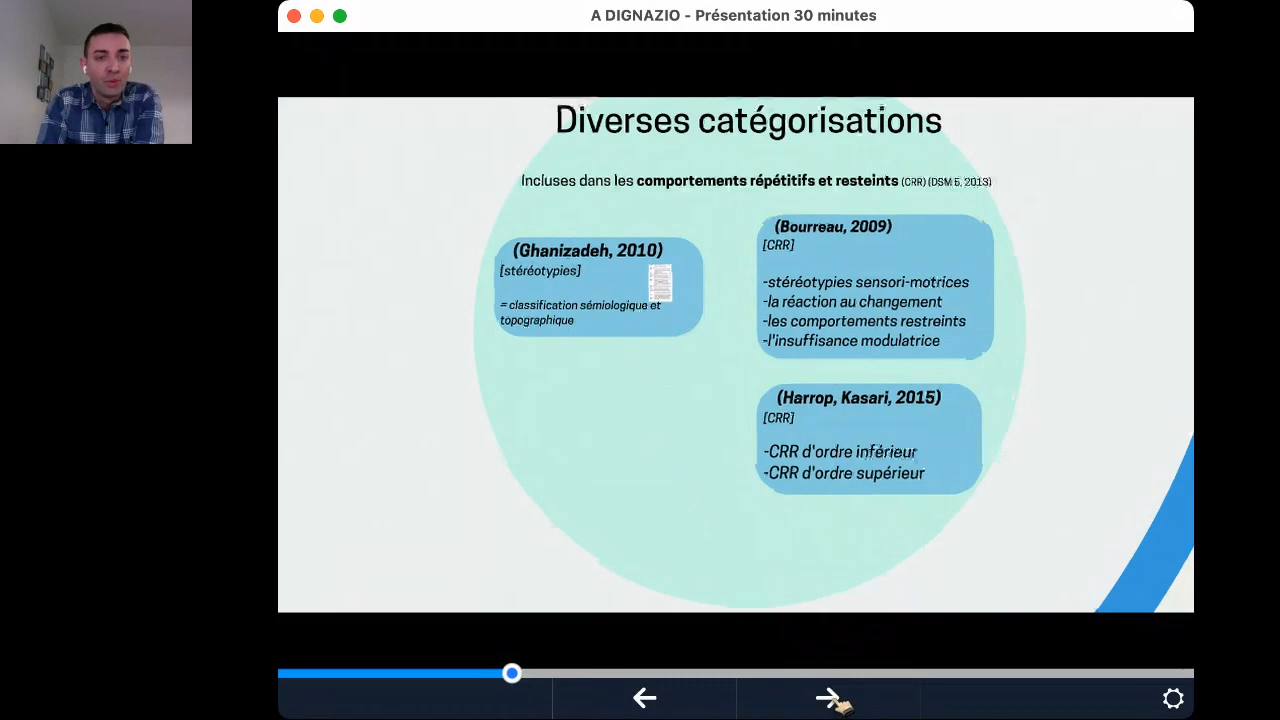 A DIGNAZIO - Présentation 30 minutes
Diverses catégorisations
Incluses dans les comportements répétitifs et resteints (CRR) (DSM 5, 2013)
(Ghanizadeh, 2010)
[stéréotypies]
= classification sémiologique et
topographique
(Bourreau, 2009)
[CRR]
-stéréotypies sensori-motrices
-la réaction au changement
-les comportements restreints
-l'insuffisance modulatrice
(Harrop, Kasari, 2015)
[CRR]
-CRR d'ordre inférieur
-CRR d'ordre supérieur